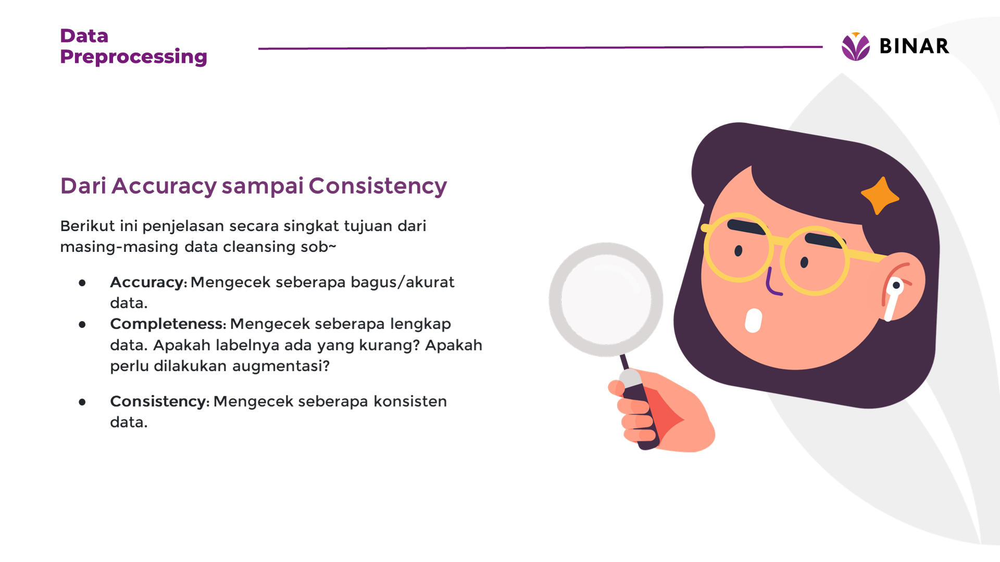 Data
Preprocessing
BINAR
Dari Accuracy sampai Consistency
Berikut ini penjelasan secara singkat tujuan dari
masing-masing data cleansing sob~
● Accuracy: Mengecek seberapa bagus/akurat
data.
● Completeness: Mengecek seberapa lengkap
data. Apakah labelnya ada yang kurang? Apakah
perlu dilakukan augmentasi?
● Consistency: Mengecek seberapa konsisten
data.